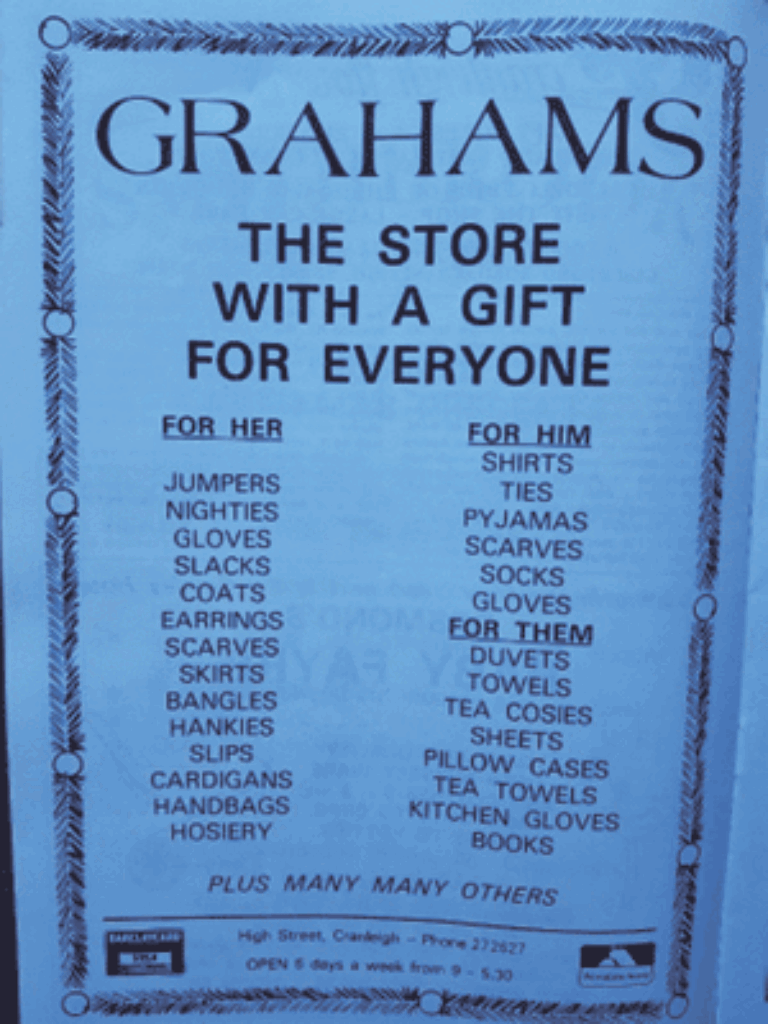 GRAHAMS
THE STORE
WITH A GIFT
FOR EVERYONE
FOR HER
JUMPERS
NIGHTIES
GLOVES
SLACKS
COATS
EARRINGS
SCARVES
SKIRTS
BANGLES
HANKIES
SLIPS
CARDIGANS
HANDBAGS
HOSIERY
FOR HIM
SHIRTS
TIES
PYJAMAS
SCARVES
SOCKS
GLOVES
FOR THEM
DUVETS
TOWELS
TEA COSIES
SHEETS
PILLOW CASES
TEA TOWELS
KITCHEN GLOVES
BOOKS
PLUS MANY MANY OTHERS
BARCLAYCARD
VISA
High Street, Cranleigh – Phone 272627
OPEN 6 days a week from 9 - 5.30